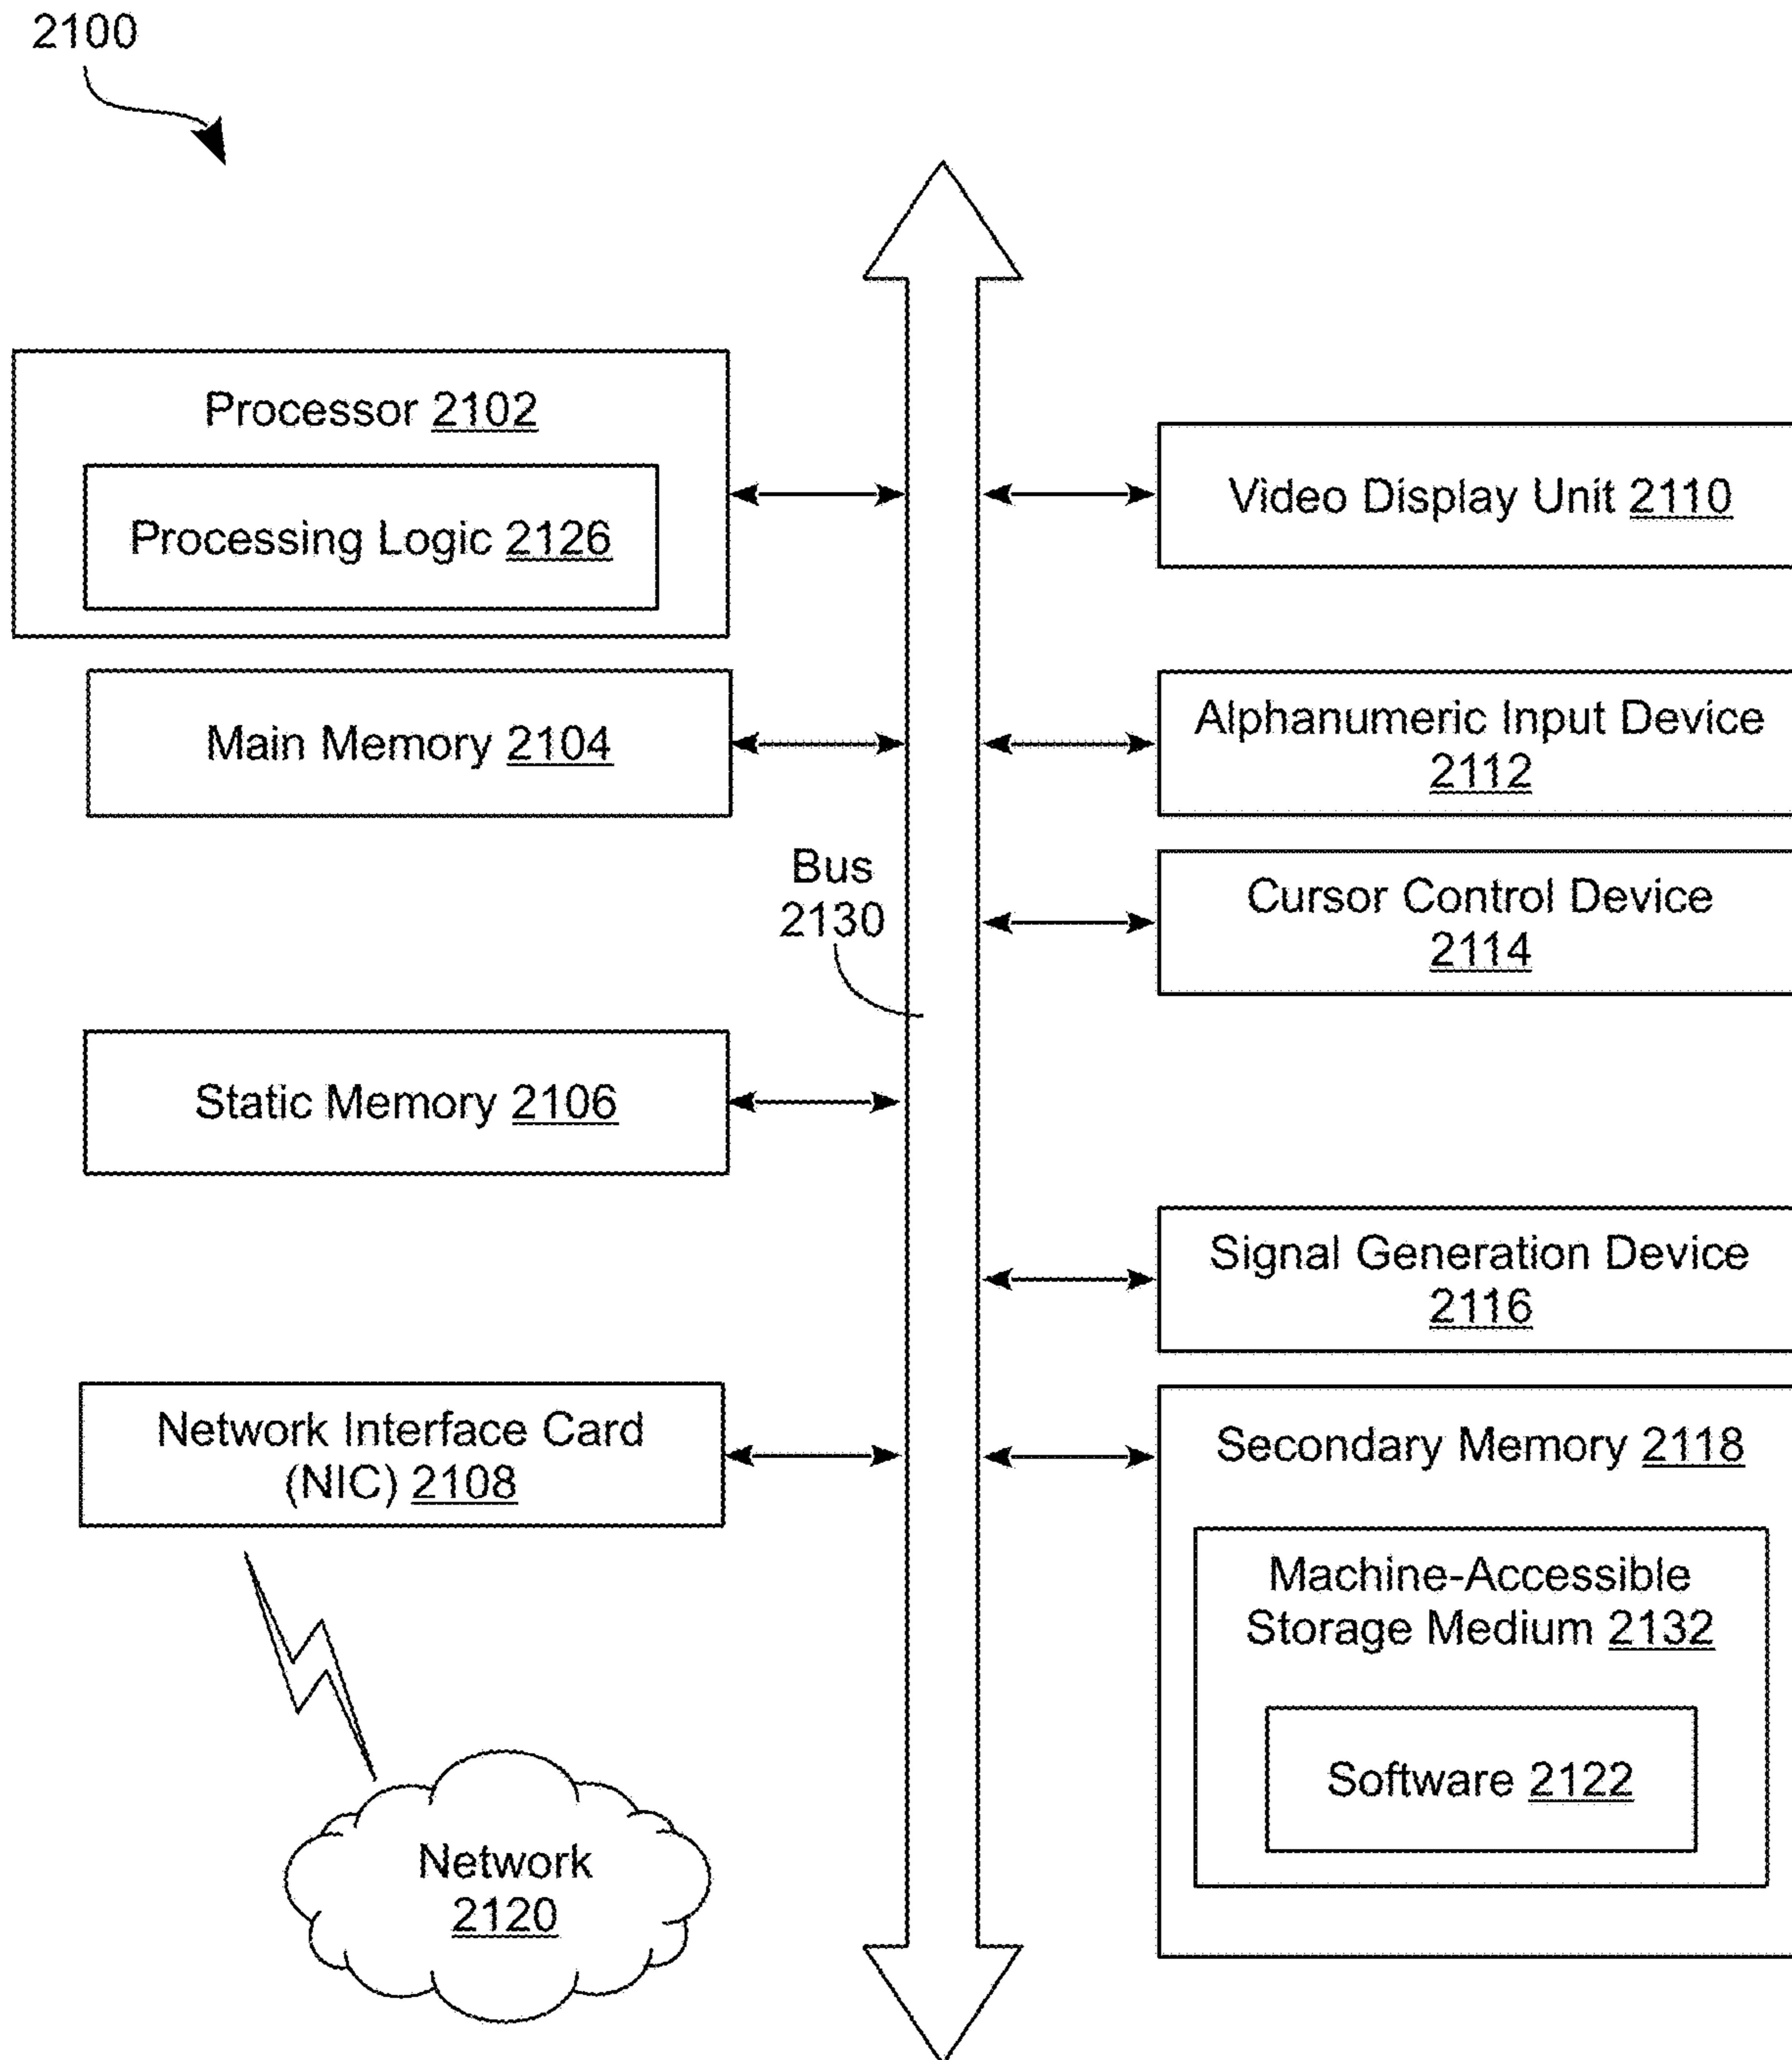 2100
Processor 2102
Processing Logic 2126
Main Memory 2104
Bus
2130
Static Memory 2106
Network Interface Card
(NIC) 2108
Network
2120
Video Display Unit 2110
Alphanumeric Input Device
2112
Cursor Control Device
2114
Signal Generation Device
2116
Secondary Memory 2118
Machine-Accessible
Storage Medium 2132
Software 2122